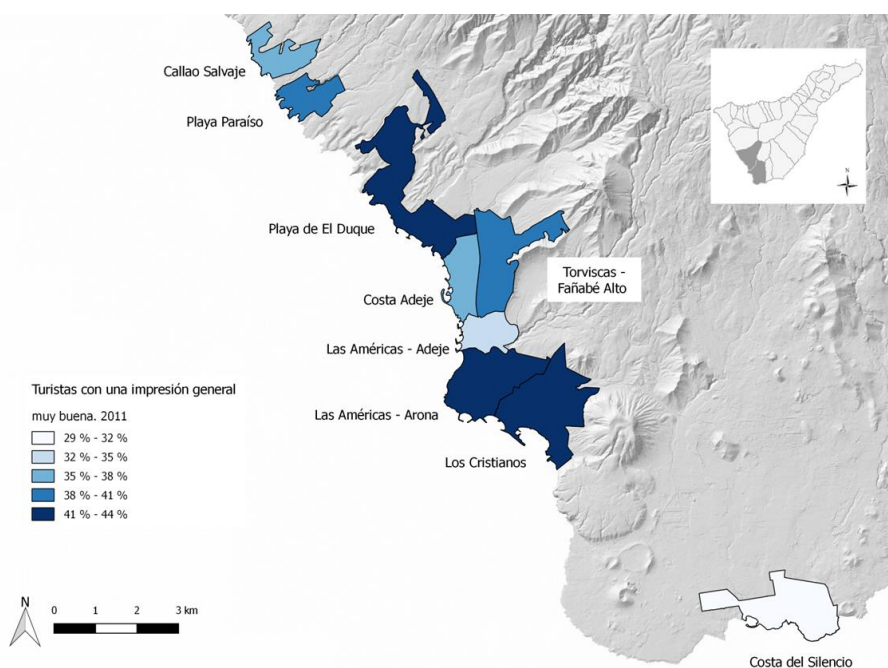 Callao Salvaje
Playa Paraíso
Playa de El Duque
Torviscas -
Fañabé Alto
Costa Adeje
Las Américas - Adeje
Las Américas - Arona
Los Cristianos
Costa del Silencio
Turistas con una impresión general
muy buena. 2011
29 % - 32 %
32 % - 35 %
35 % - 38 %
38 % - 41 %
41 % - 44 %
N
0 1 2 3 km
N